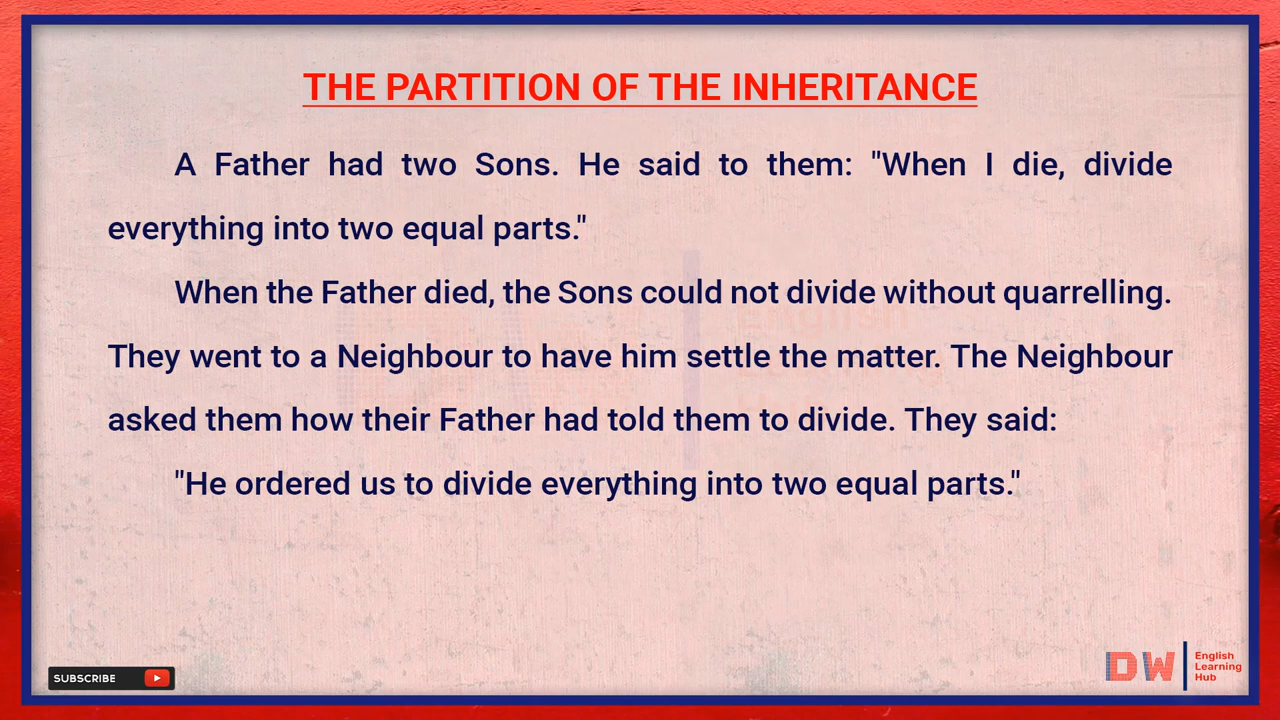 THE PARTITION OF THE INHERITANCE
A Father had two Sons. He said to them: "When I die, divide
everything into two equal parts."
When the Father died, the Sons could not divide without quarrelling.
They went to a Neighbour to have him settle the matter. The Neighbour
asked them how their Father had told them to divide. They said:
"He ordered us to divide everything into two equal parts."
SUBSCRIBE
DW
English
Learning
Hub